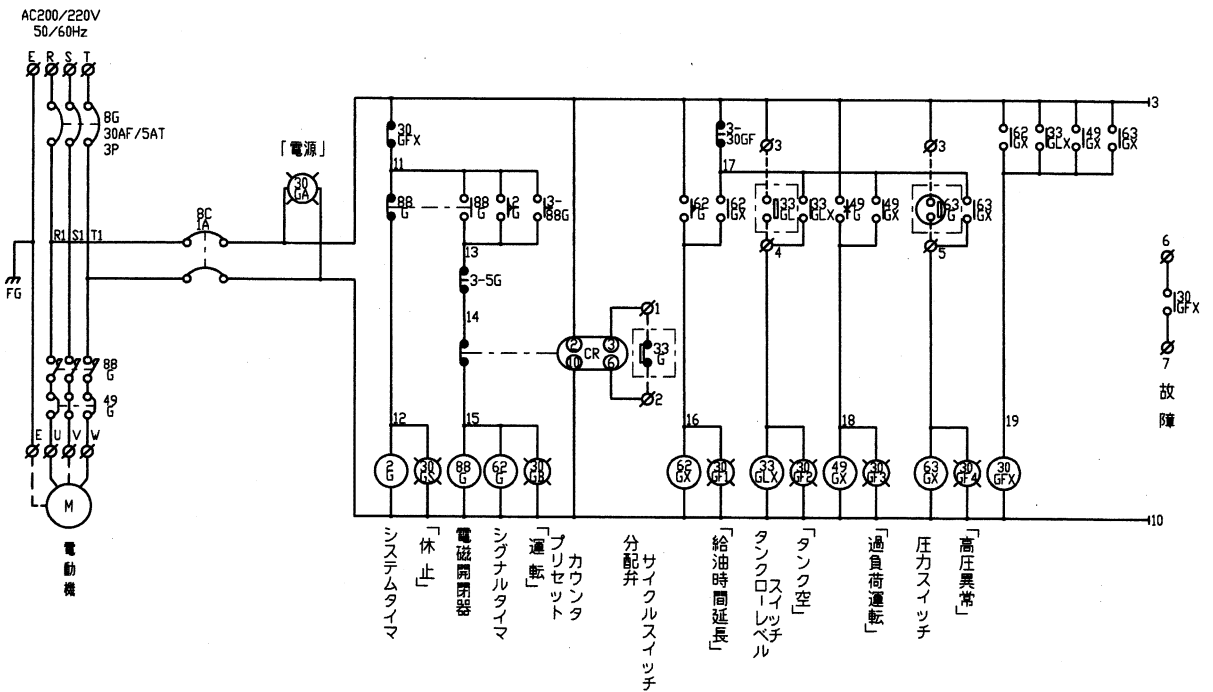 AC200/220V
50/60Hz
E R S T
8G
30AF/5AT
3P
「電源」
30
GA
8C
1A
R1 S1 T1
FG
88
G
49
G
E U V W
M
電動機
3
30
GFX
11
88
G
88
G
2
G
3-
88G
13
3-5G
14
12
15
2
G
30
GS
88
G
62
G
30
GB
2
3
10
6
CR
1
33
G
2
3-
30GF
17
62
G
62
GX
3
33
GL
33
GLX
4
49
G
49
GX
3
63
G
63
GX
5
62
GX
33
GLX
49
GX
63
GX
16
18
19
62
GX
30
GF1
33
GLX
30
GF2
49
GX
30
GF3
63
GX
30
GF4
30
GFX
10
6
30
GFX
7
故障
システムタイマ
「休止」
電磁開閉器
シグナルタイマ
「運転」
プリセット
カウンタ
分配弁
サイクルスイッチ
「給油時間延長」
タンクローレベル
スイッチ
「タンク空」
「過負荷運転」
圧力スイッチ
「高圧異常」